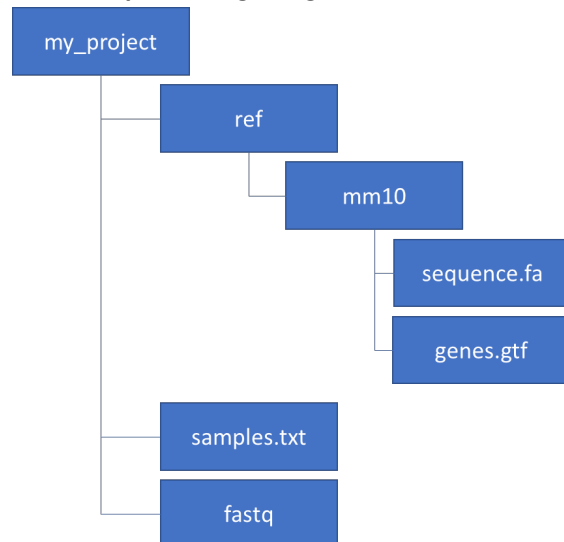 my_project
ref
mm10
sequence.fa
genes.gtf
samples.txt
fastq